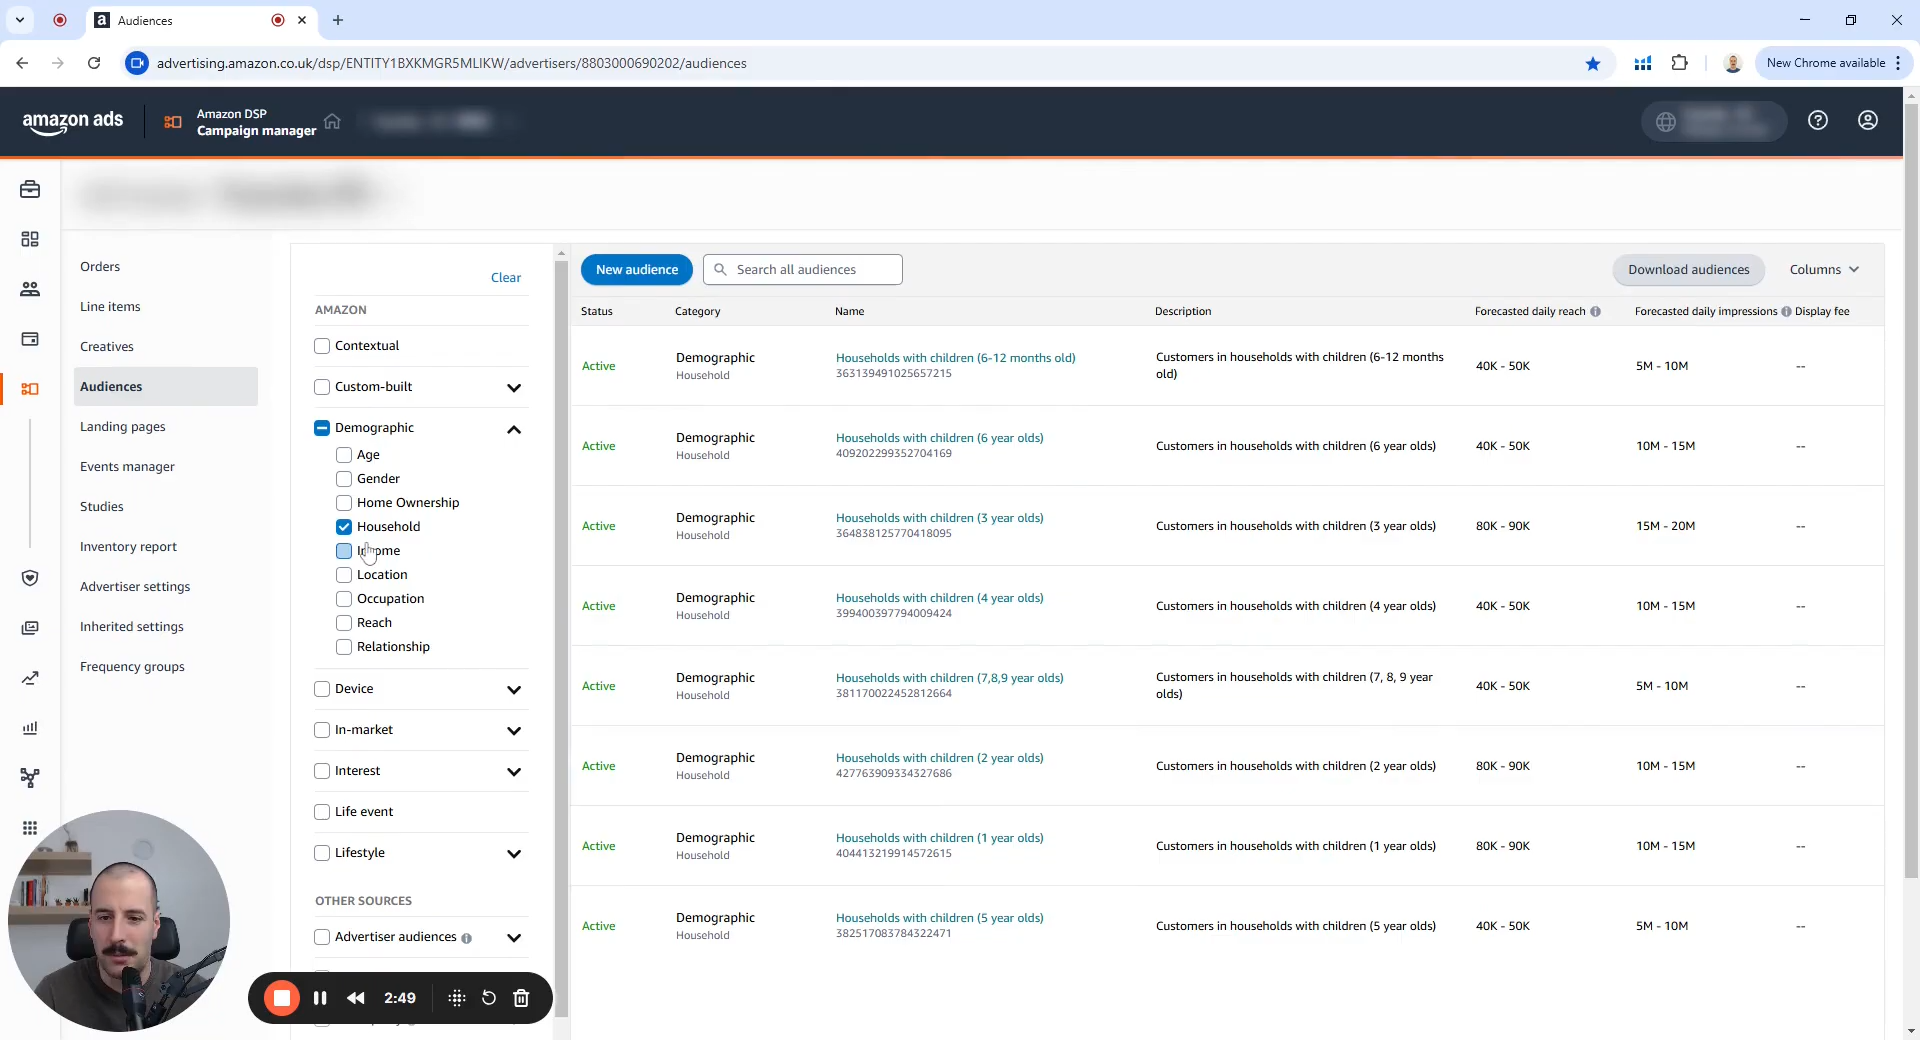 Audiences
advertising.amazon.co.uk/dsp/ENTITY1BXKMGR5MLIKW/advertisers/8803000690202/audiences
New Chrome available
amazon ads
Amazon DSP
Campaign manager
Orders
Line items
Creatives
Audiences
Landing pages
Events manager
Studies
Inventory report
Advertiser settings
Inherited settings
Frequency groups
Clear
AMAZON
Contextual
Custom-built
Demographic
Age
Gender
Home Ownership
Household
Income
Location
Occupation
Reach
Relationship
Device
In-market
Interest
Life event
Lifestyle
OTHER SOURCES
Advertiser audiences
New audience
Search all audiences
Download audiences
Columns
Status Category Name Description Forecasted daily reach Forecasted daily impressions Display fee
Active Demographic Households with children (6-12 months old) Customers in households with children (6-12 months 40K - 50K 5M - 10M --
Household 363139491025657215 old)
Active Demographic Households with children (6 year olds) Customers in households with children (6 year olds) 40K - 50K 10M - 15M --
Household 409202299352704169
Active Demographic Households with children (3 year olds) Customers in households with children (3 year olds) 80K - 90K 15M - 20M --
Household 364838125770418095
Active Demographic Households with children (4 year olds) Customers in households with children (4 year olds) 40K - 50K 10M - 15M --
Household 399400397794009424
Active Demographic Households with children (7,8,9 year olds) Customers in households with children (7, 8, 9 year 40K - 50K 5M - 10M --
Household 381170022452812664 olds)
Active Demographic Households with children (2 year olds) Customers in households with children (2 year olds) 80K - 90K 10M - 15M --
Household 427763909334327686
Active Demographic Households with children (1 year olds) Customers in households with children (1 year olds) 80K - 90K 10M - 15M --
Household 404413219914572615
Active Demographic Households with children (5 year olds) Customers in households with children (5 year olds) 40K - 50K 5M - 10M --
Household 382517083784322471
2:49